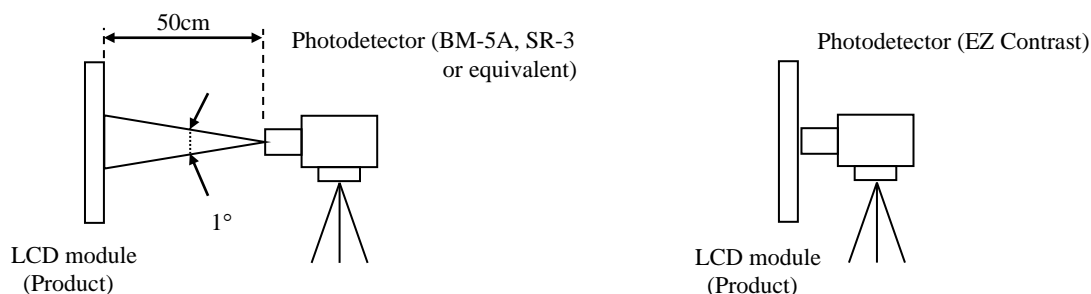 50cm
Photodetector (BM-5A, SR-3
or equivalent)
1°
LCD module
(Product)
Photodetector (EZ Contrast)
LCD module
(Product)